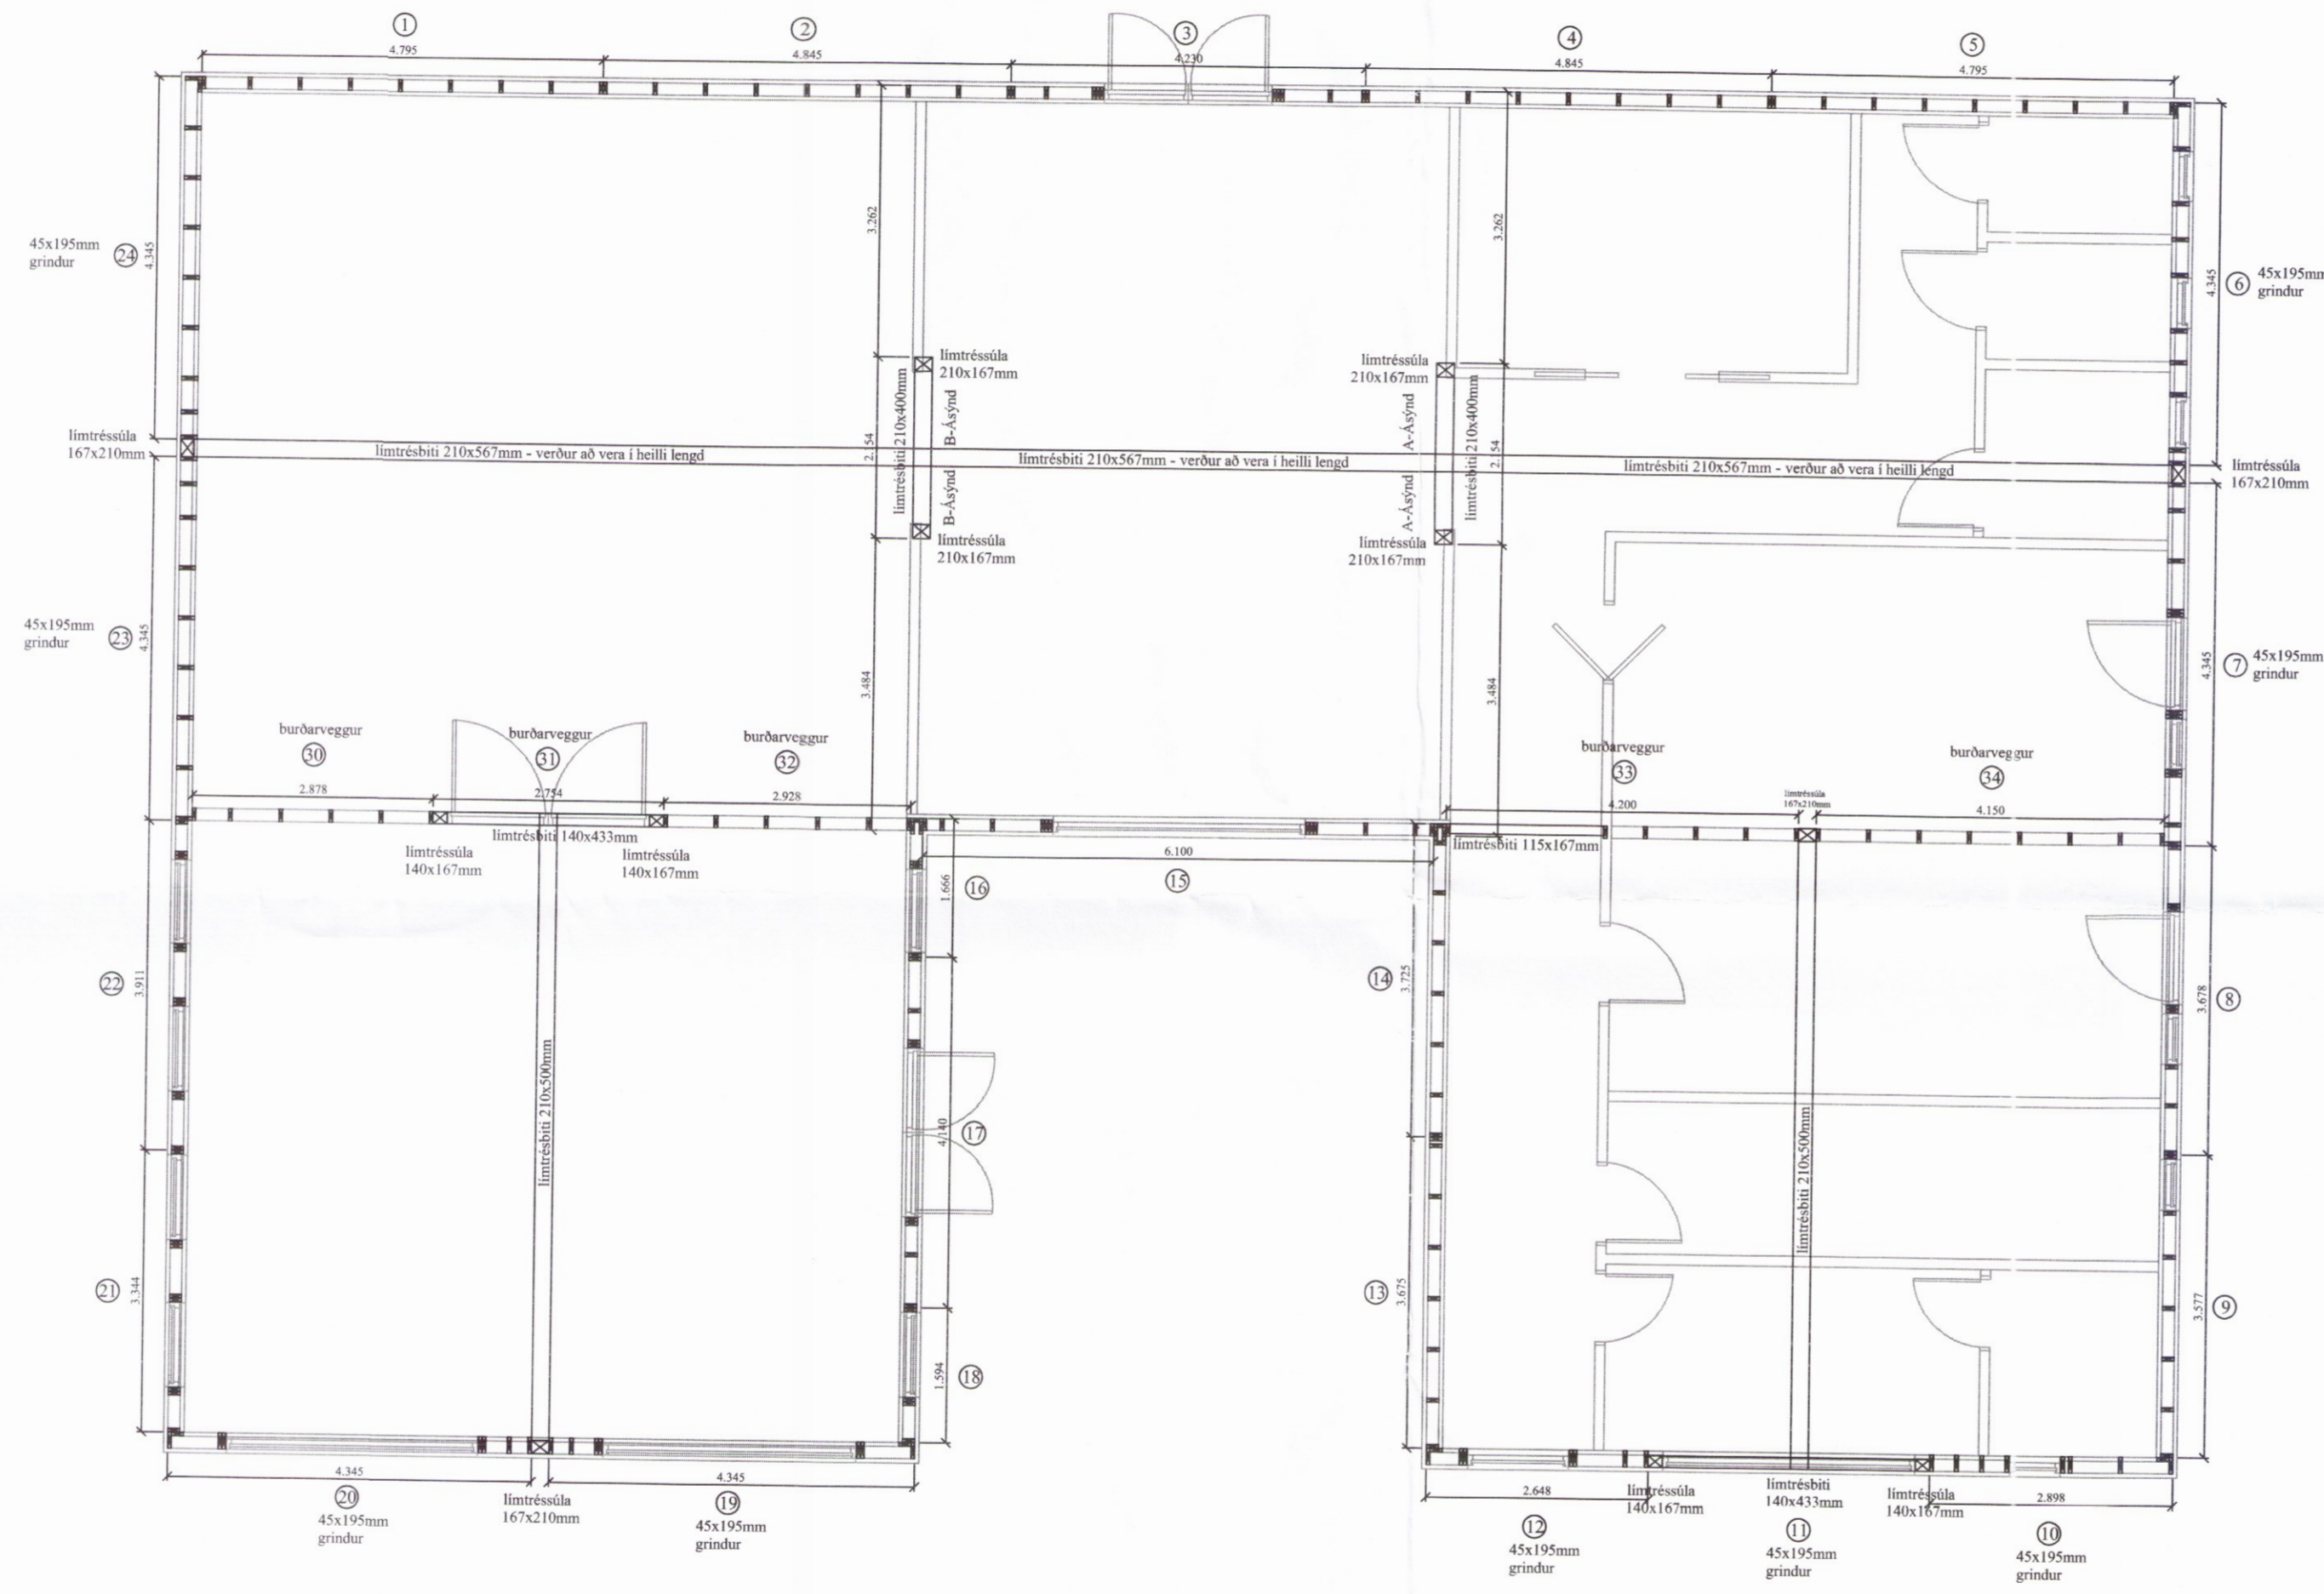 1
2
3
4
5
4.795
4.845
4.230
4.845
4.795
45x195mm
grindur
24
4.345
3.262
3.262
4.345
6
45x195mm
grindur
límtréssúla
210x167mm
límtréssúla
210x167mm
límtrésbiti 210x400mm
B-Ásýnd
B-Ásýnd
A-Ásýnd
A-Ásýnd
límtrésbiti 210x400mm
2.154
2.154
límtréssúla
167x210mm
límtrésbiti 210x567mm - verður að vera í heilli lengd
límtrésbiti 210x567mm - verður að vera í heilli lengd
límtrésbiti 210x567mm - verður að vera í heilli lengd
límtréssúla
167x210mm
límtréssúla
210x167mm
límtréssúla
210x167mm
45x195mm
grindur
23
4.345
3.484
3.484
4.345
7
45x195mm
grindur
burðarveggur
30
burðarveggur
31
burðarveggur
32
burðarveggur
33
burðarveggur
34
2.878
2.754
2.928
límtréssúla
167x210mm
4.200
4.150
límtrésbiti 140x433mm
límtréssúla
140x167mm
límtréssúla
140x167mm
límtrésbiti 115x167mm
6.100
15
1.666
16
22
3.911
14
3.725
3.678
8
límtrésbiti 210x500mm
4.140
17
límtrésbiti 210x500mm
21
3.344
13
3.675
3.577
9
1.594
18
4.345
4.345
20
45x195mm
grindur
límtréssúla
167x210mm
19
45x195mm
grindur
2.648
límtréssúla
140x167mm
límtrésbiti
140x433mm
límtréssúla
140x167mm
2.898
12
45x195mm
grindur
11
45x195mm
grindur
10
45x195mm
grindur